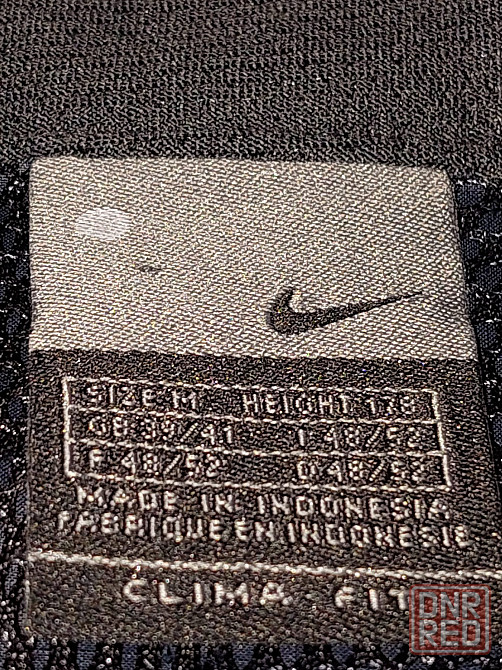 SIZE M HEIGHT 178
GB 39/41 I 48/52
F 48/52 D 48/52
MADE IN INDONESIA
FABRIQUE EN INDONESIE
CLIMA · FIT
DNR
RED